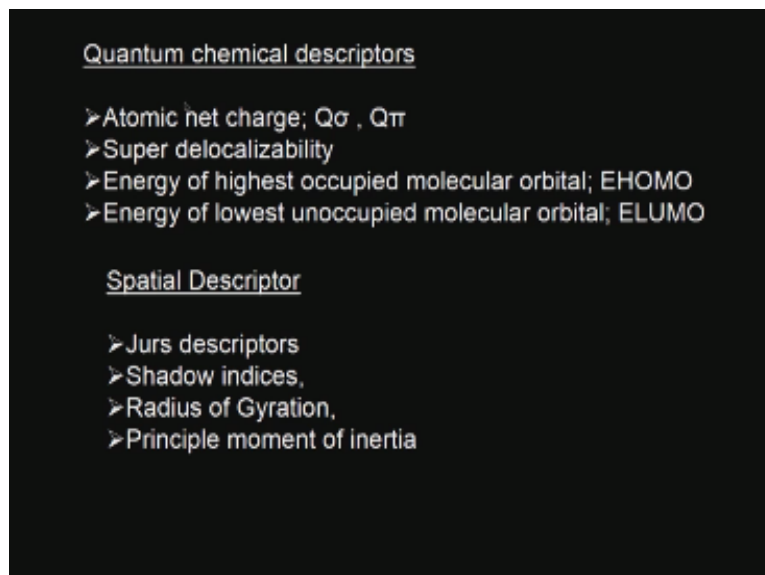 Quantum chemical descriptors
➢Atomic net charge; Qσ , Qπ
➢Super delocalizability
➢Energy of highest occupied molecular orbital; EHOMO
➢Energy of lowest unoccupied molecular orbital; ELUMO
Spatial Descriptor
➢Jurs descriptors
➢Shadow indices,
➢Radius of Gyration,
➢Principle moment of inertia